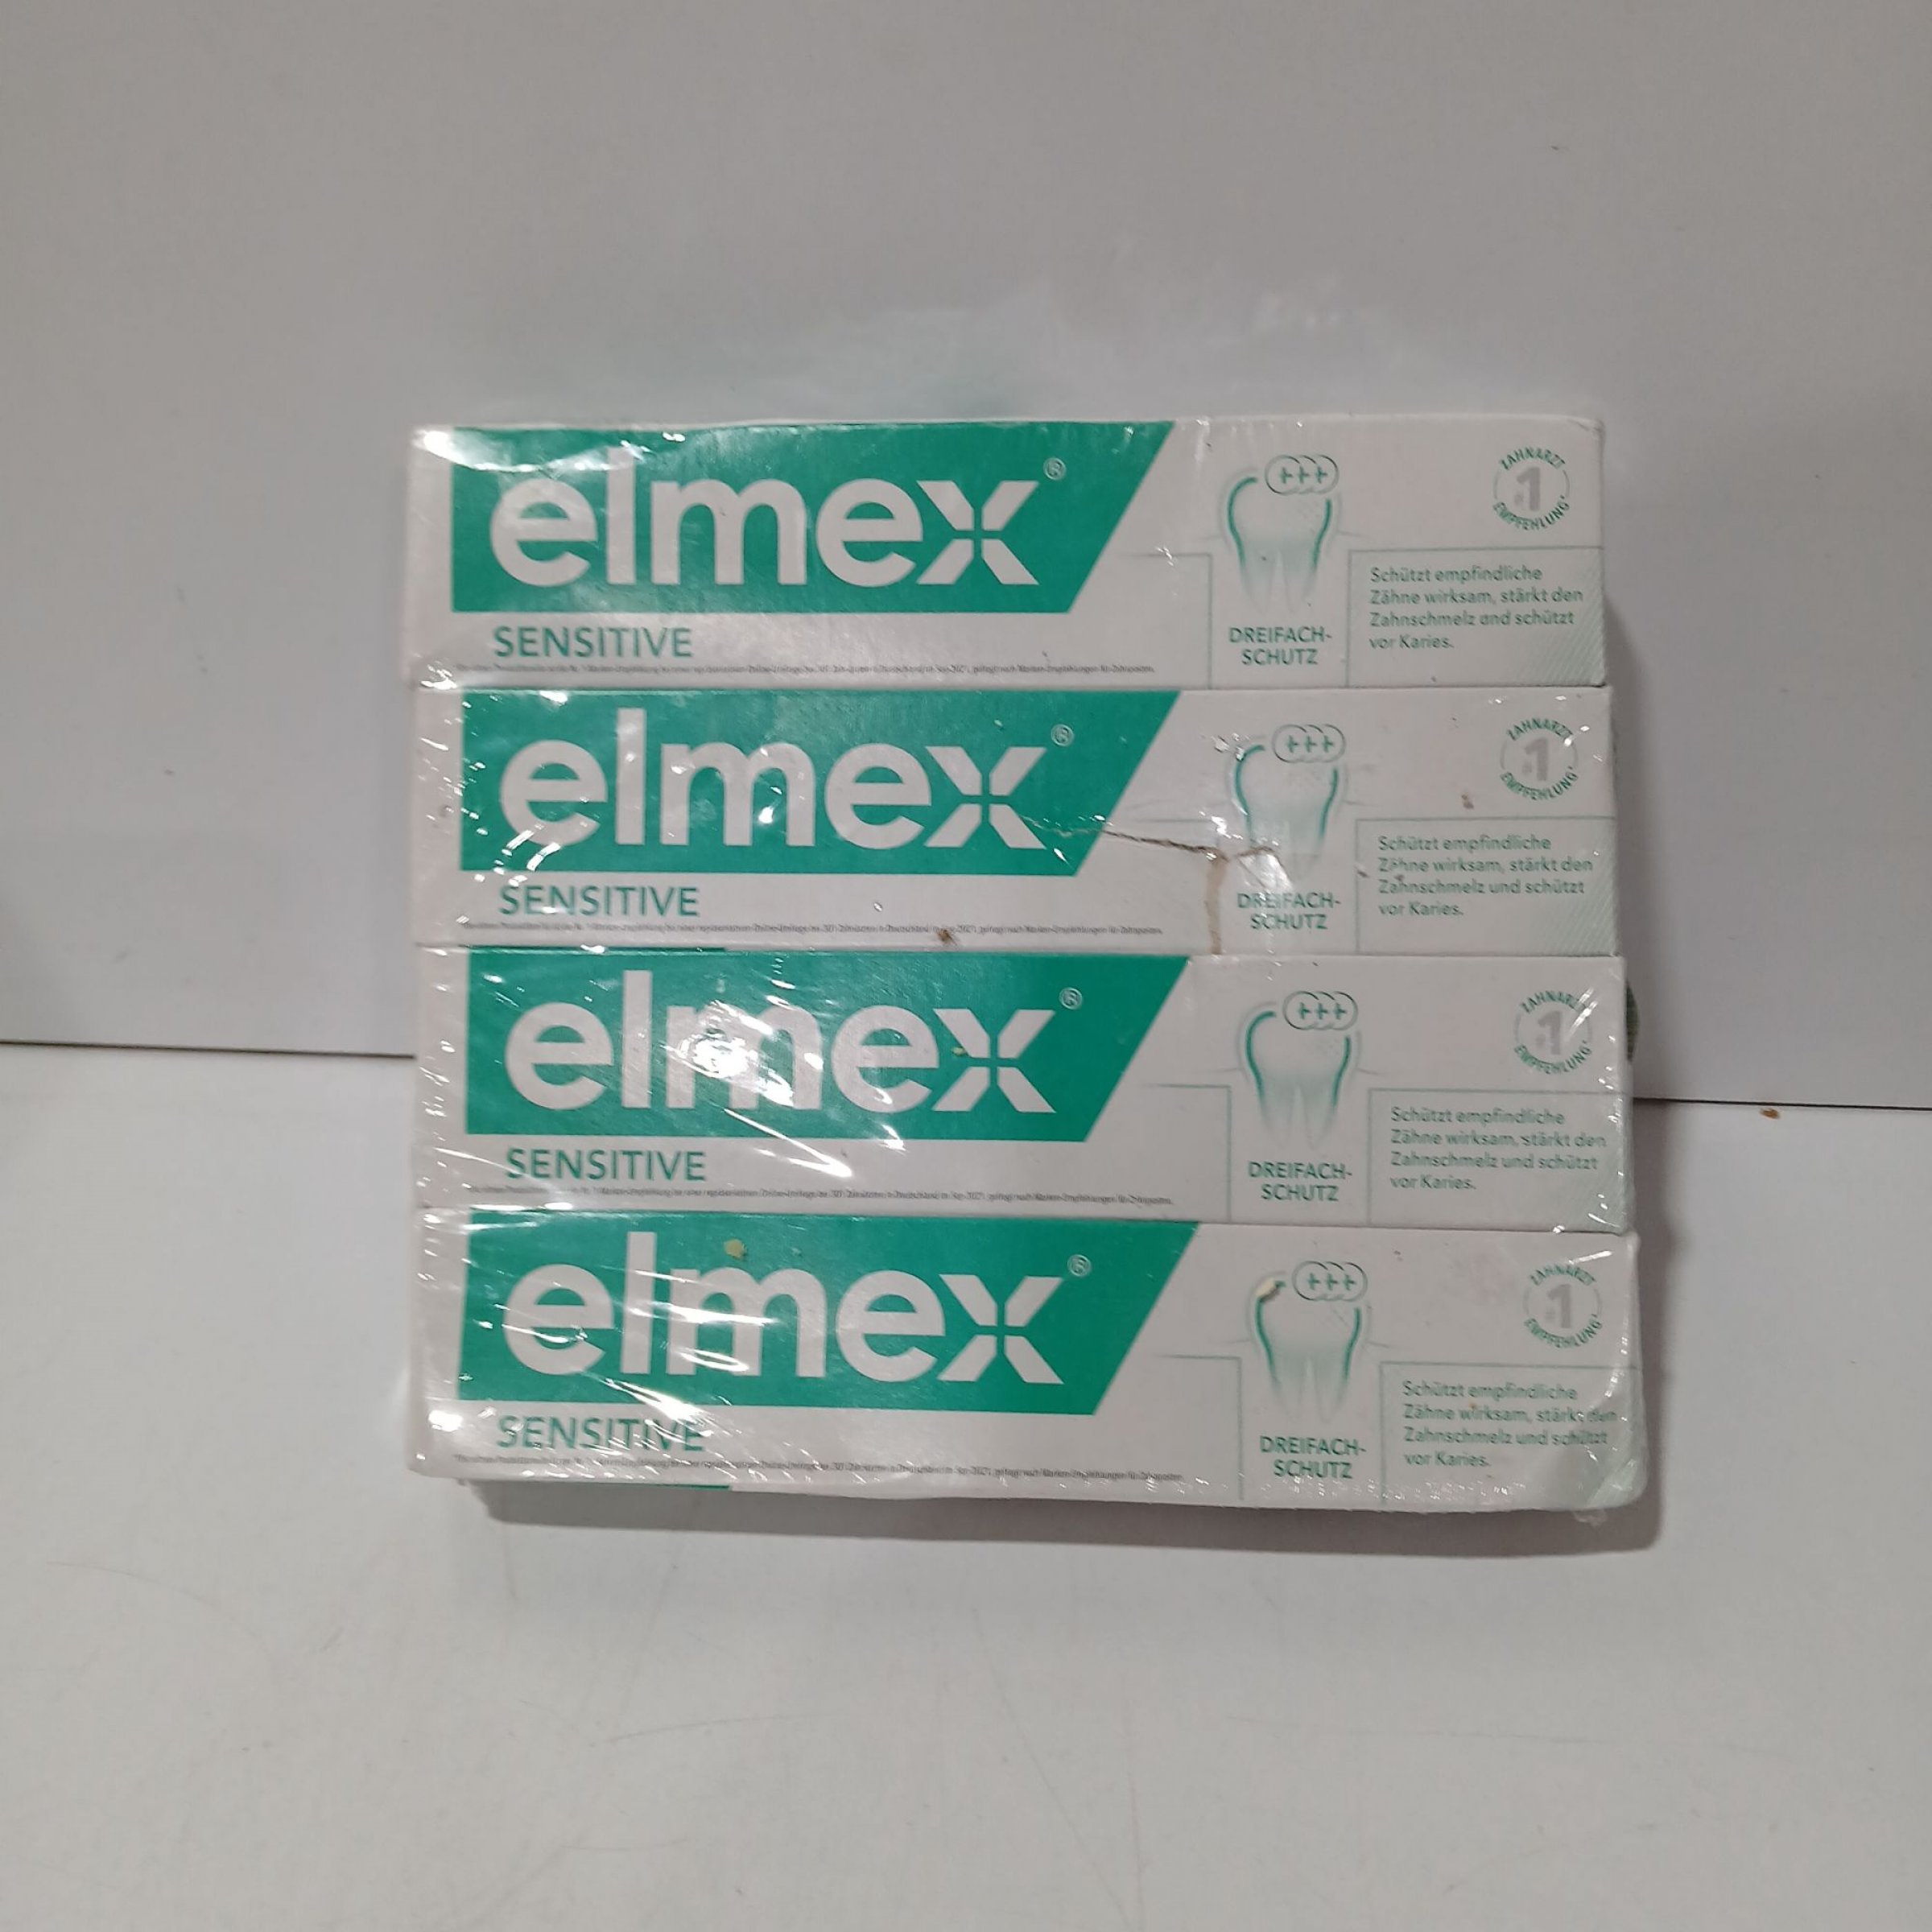 elmex®
SENSITIVE
+++
DREIFACH-
SCHUTZ
ZAHNARZT
#1
EMPFEHLUNG*
Schützt empfindliche
Zähne wirksam, stärkt den
Zahnschmelz und schützt
vor Karies.
elmex®
SENSITIVE
+++
DREIFACH-
SCHUTZ
ZAHNARZT
#1
EMPFEHLUNG*
Schützt empfindliche
Zähne wirksam, stärkt den
Zahnschmelz und schützt
vor Karies.
elmex®
SENSITIVE
+++
DREIFACH-
SCHUTZ
ZAHNARZT
#1
EMPFEHLUNG*
Schützt empfindliche
Zähne wirksam, stärkt den
Zahnschmelz und schützt
vor Karies.
elmex®
SENSITIVE
+++
DREIFACH-
SCHUTZ
ZAHNARZT
#1
EMPFEHLUNG*
Schützt empfindliche
Zähne wirksam, stärkt den
Zahnschmelz und schützt
vor Karies.